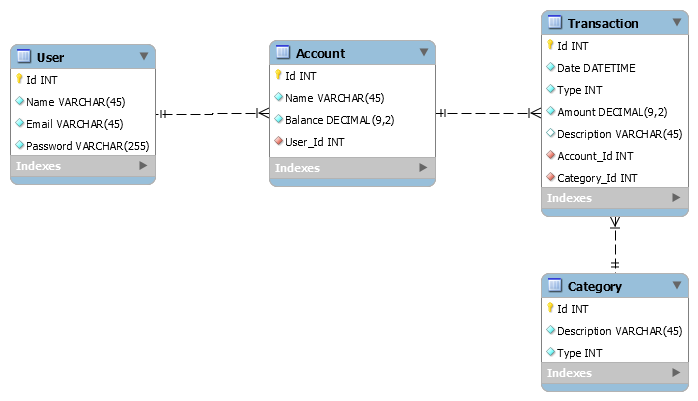 User
Id INT
Name VARCHAR(45)
Email VARCHAR(45)
Password VARCHAR(255)
Indexes
Account
Id INT
Name VARCHAR(45)
Balance DECIMAL(9,2)
User_Id INT
Indexes
Transaction
Id INT
Date DATETIME
Type INT
Amount DECIMAL(9,2)
Description VARCHAR(45)
Account_Id INT
Category_Id INT
Indexes
Category
Id INT
Description VARCHAR(45)
Type INT
Indexes